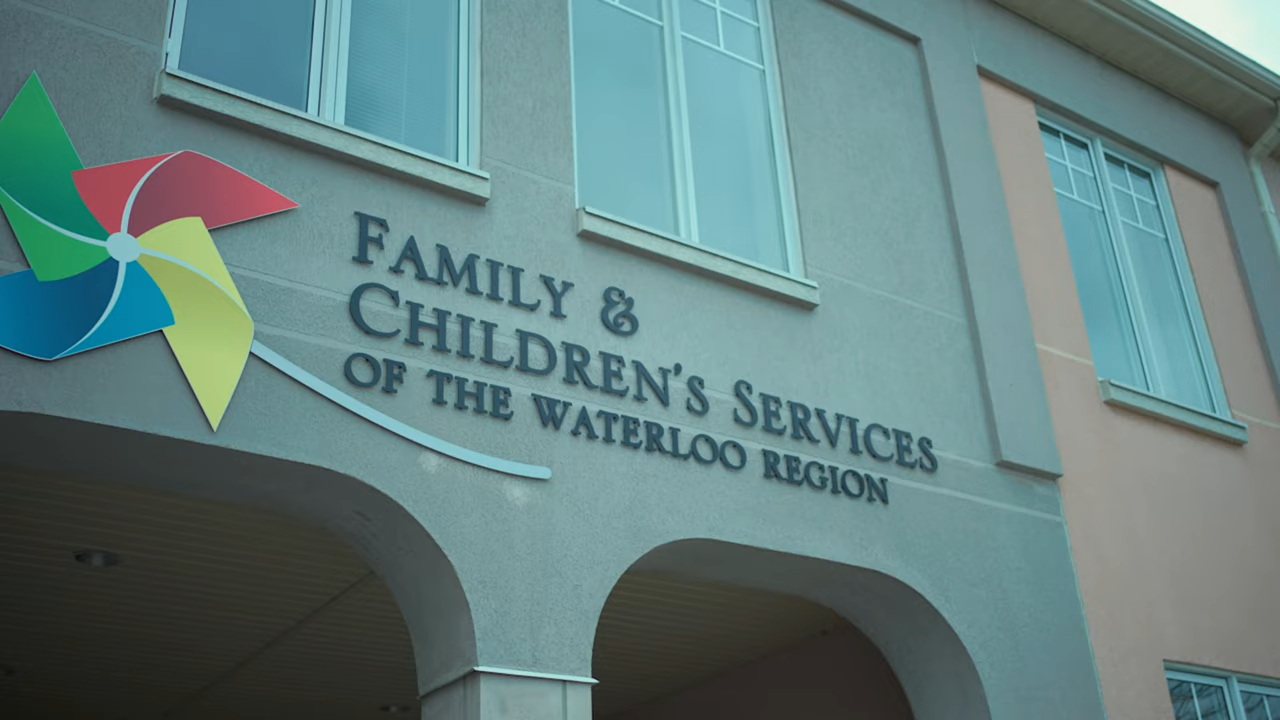 FAMILY &
CHILDREN'S SERVICES
OF THE WATERLOO REGION